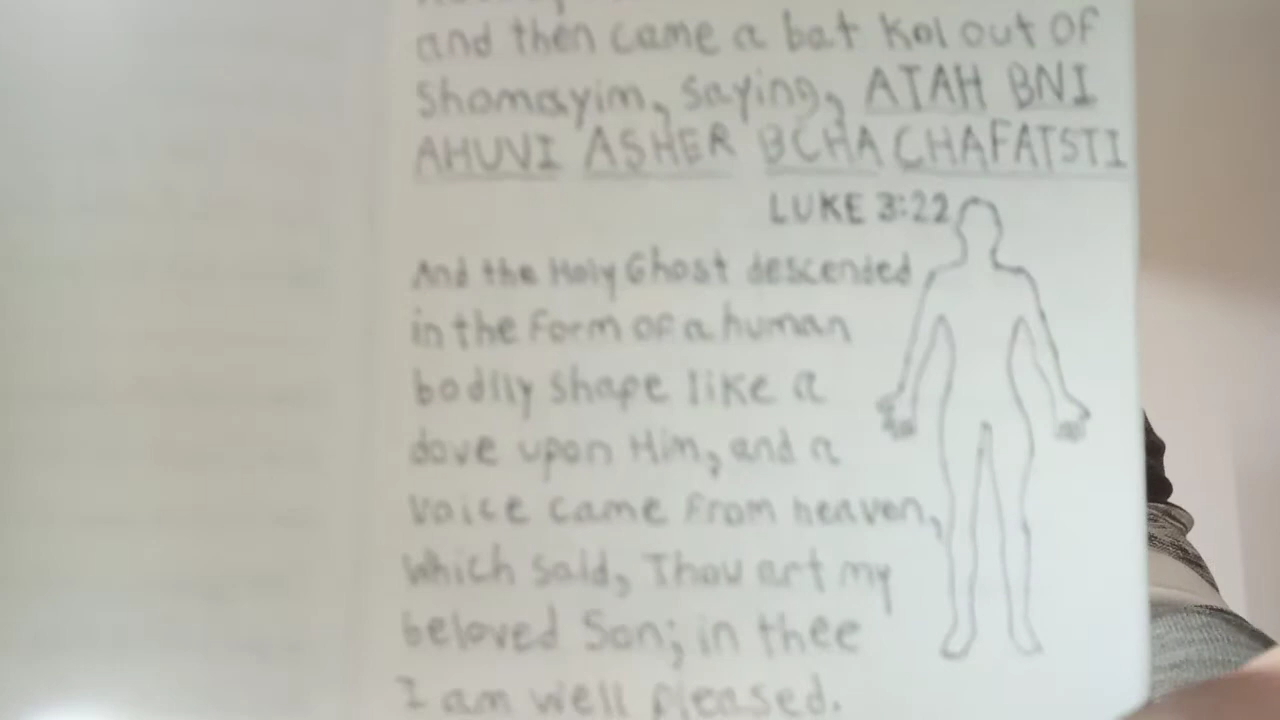 and then came a bat kol out of
Shomayim, saying, ATAH BNI
AHUVI ASHER BCHA CHAFATSTI
LUKE 3:22
And the Holy Ghost descended
in the form of a human
bodily shape like a
dove upon Him, and a
voice came from heaven,
which said, Thou art my
beloved Son; in thee
I am well pleased.